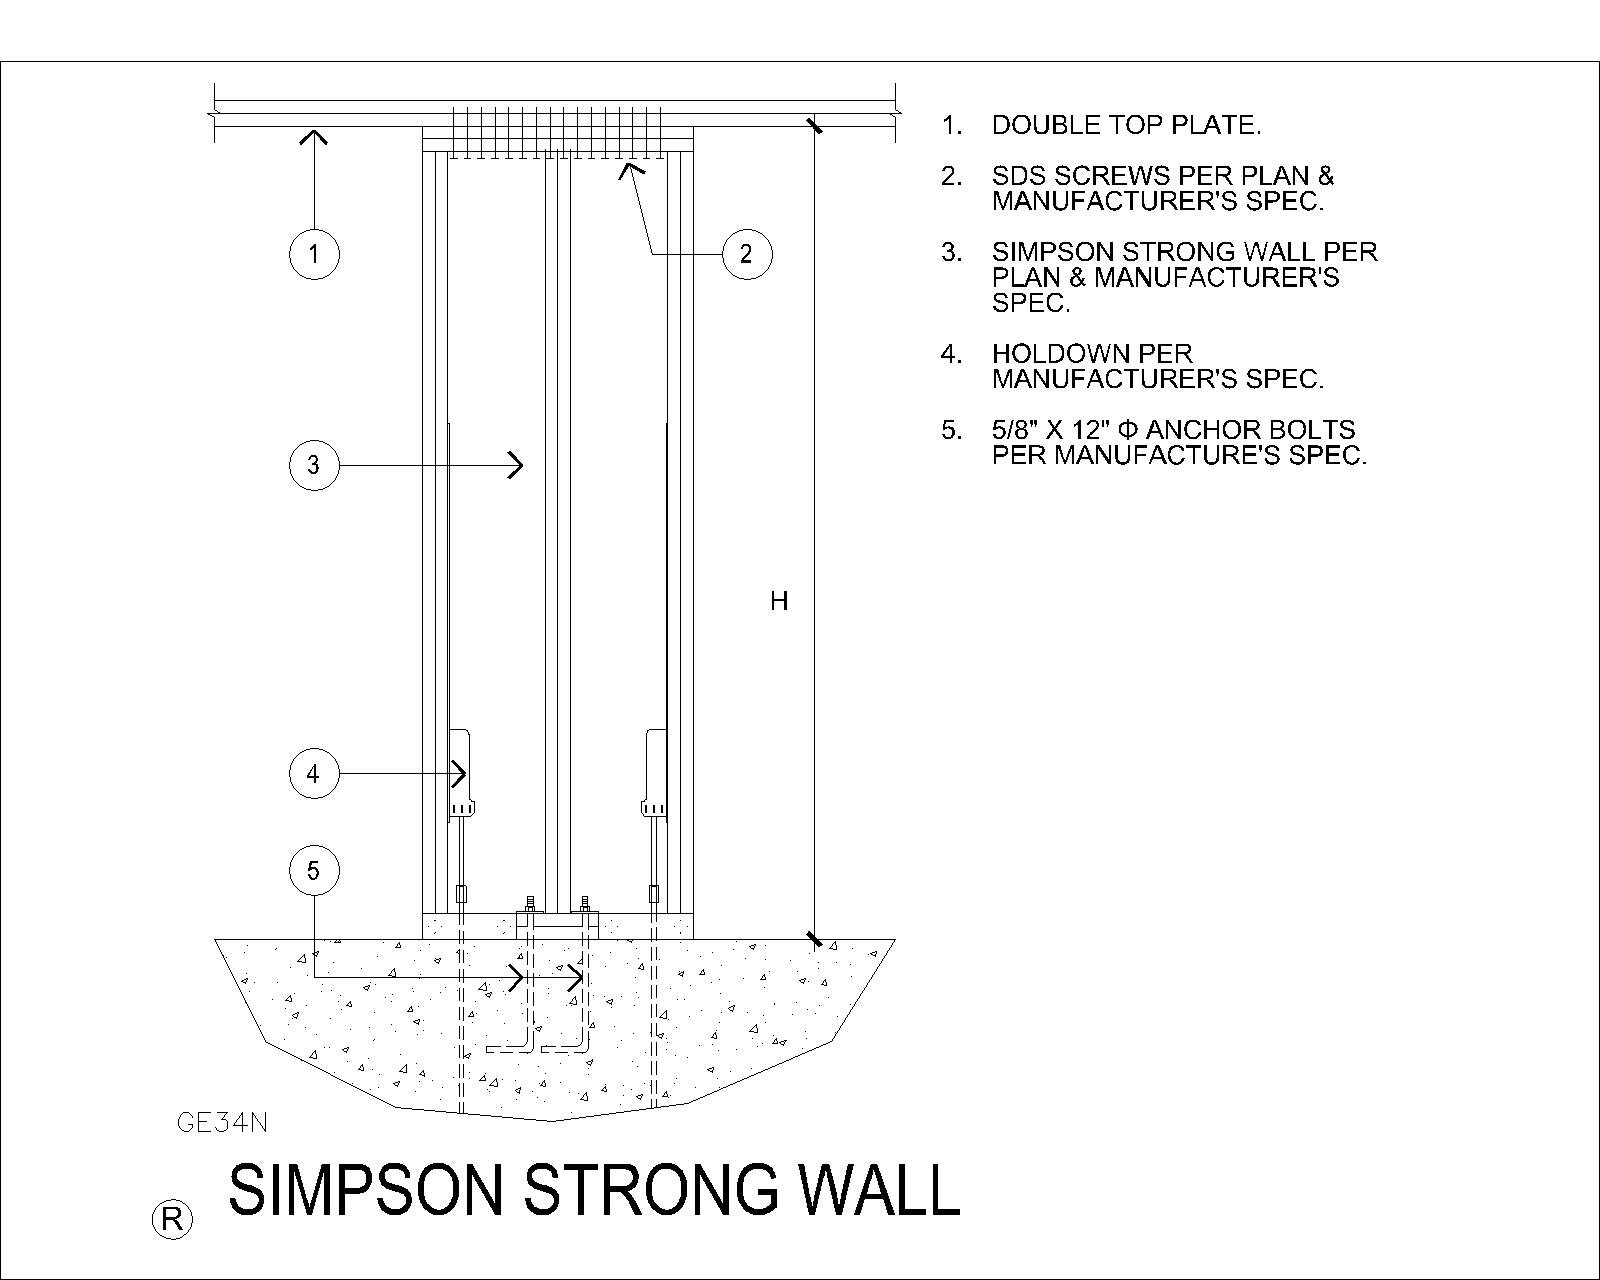 1. DOUBLE TOP PLATE.
2. SDS SCREWS PER PLAN &
MANUFACTURER'S SPEC.
3. SIMPSON STRONG WALL PER
PLAN & MANUFACTURER'S
SPEC.
4. HOLDOWN PER
MANUFACTURER'S SPEC.
5. 5/8" X 12" Φ ANCHOR BOLTS
PER MANUFACTURE'S SPEC.
1
2
3
H
4
5
GE34N
SIMPSON STRONG WALL
R